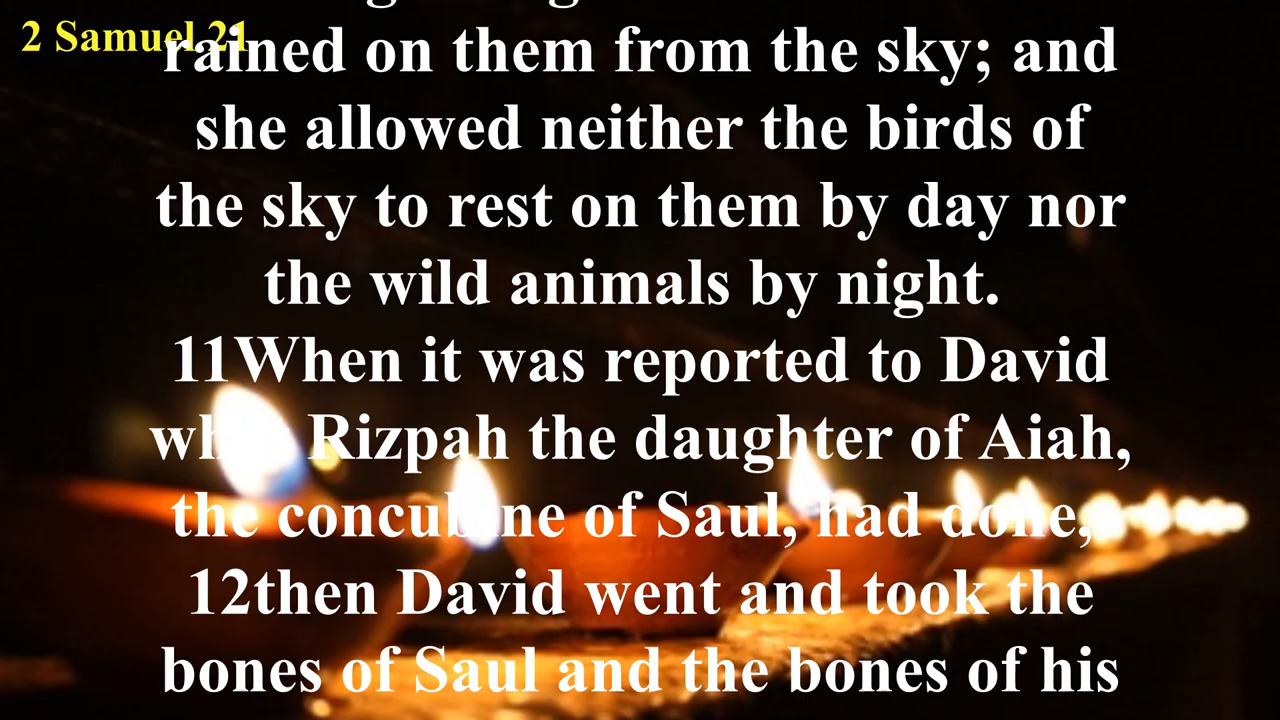 2 Samuel 21
rained on them from the sky; and
she allowed neither the birds of
the sky to rest on them by day nor
the wild animals by night.
11When it was reported to David
what Rizpah the daughter of Aiah,
the concubine of Saul, had done,
12then David went and took the
bones of Saul and the bones of his